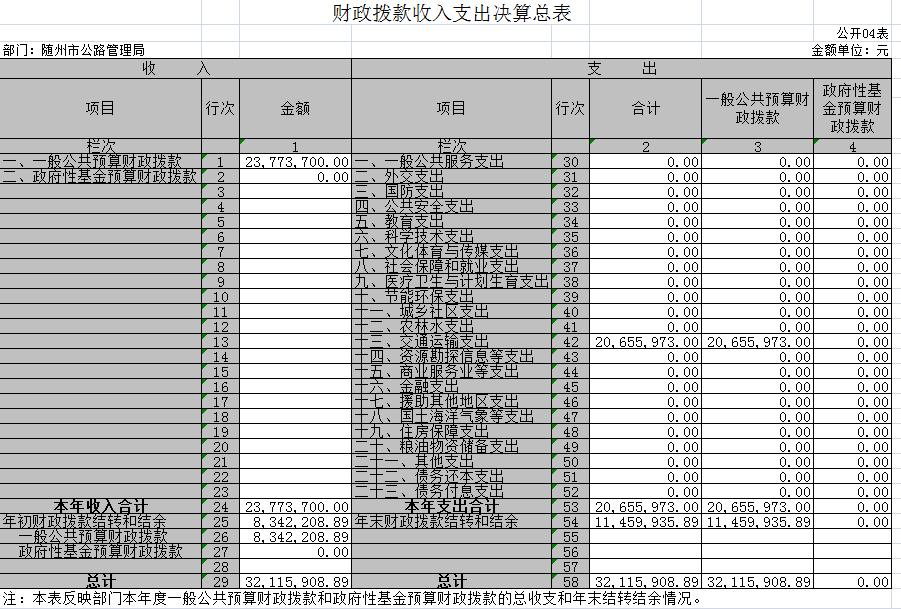 财政拨款收入支出决算总表
公开04表
部门：随州市公路管理局 金额单位：元
收 入 支 出
项目 行次 金额 项目 行次 合计 一般公共预算财政拨款 政府性基金预算财政拨款
栏次 1 栏次 2 3 4
一、一般公共预算财政拨款 1 23,773,700.00 一、一般公共服务支出 30 0.00 0.00 0.00
二、政府性基金预算财政拨款 2 0.00 二、外交支出 31 0.00 0.00 0.00
3 三、国防支出 32 0.00 0.00 0.00
4 四、公共安全支出 33 0.00 0.00 0.00
5 五、教育支出 34 0.00 0.00 0.00
6 六、科学技术支出 35 0.00 0.00 0.00
7 七、文化体育与传媒支出 36 0.00 0.00 0.00
8 八、社会保障和就业支出 37 0.00 0.00 0.00
9 九、医疗卫生与计划生育支出 38 0.00 0.00 0.00
10 十、节能环保支出 39 0.00 0.00 0.00
11 十一、城乡社区支出 40 0.00 0.00 0.00
12 十二、农林水支出 41 0.00 0.00 0.00
13 十三、交通运输支出 42 20,655,973.00 20,655,973.00 0.00
14 十四、资源勘探信息等支出 43 0.00 0.00 0.00
15 十五、商业服务业等支出 44 0.00 0.00 0.00
16 十六、金融支出 45 0.00 0.00 0.00
17 十七、援助其他地区支出 46 0.00 0.00 0.00
18 十八、国土海洋气象等支出 47 0.00 0.00 0.00
19 十九、住房保障支出 48 0.00 0.00 0.00
20 二十、粮油物资储备支出 49 0.00 0.00 0.00
21 二十一、其他支出 50 0.00 0.00 0.00
22 二十二、债务还本支出 51 0.00 0.00 0.00
23 二十三、债务付息支出 52 0.00 0.00 0.00
本年收入合计 24 23,773,700.00 本年支出合计 53 20,655,973.00 20,655,973.00 0.00
年初财政拨款结转和结余 25 8,342,208.89 年末财政拨款结转和结余 54 11,459,935.89 11,459,935.89 0.00
一般公共预算财政拨款 26 8,342,208.89 55
政府性基金预算财政拨款 27 0.00 56
28 57
总计 29 32,115,908.89 总计 58 32,115,908.89 32,115,908.89 0.00
注：本表反映部门本年度一般公共预算财政拨款和政府性基金预算财政拨款的总收支和年末结转结余情况。